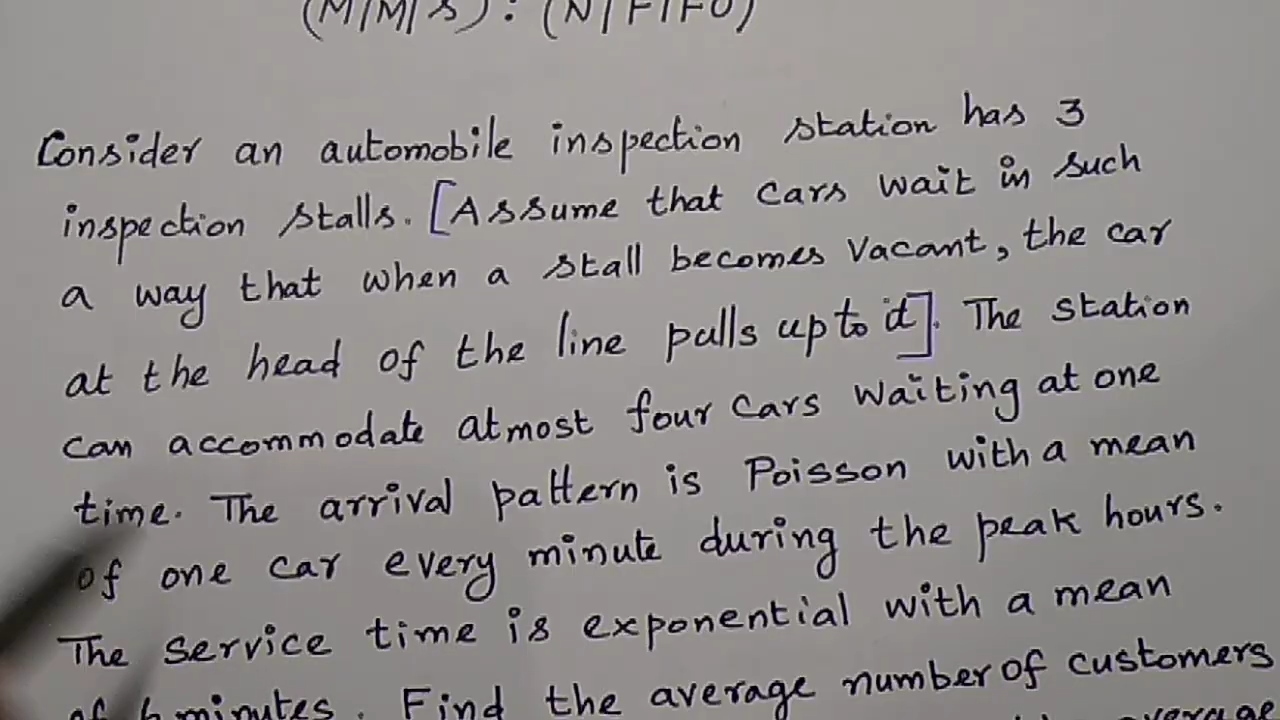 (M/M/s) : (N/FIFO)
Consider an automobile inspection station has 3
inspection stalls. [Assume that cars wait in such
a way that when a stall becomes vacant, the car
at the head of the line pulls up to it]. The station
can accommodate atmost four cars waiting at one
time. The arrival pattern is Poisson with a mean
of one car every minute during the peak hours.
The service time is exponential with a mean
of 6 minutes. Find the average number of customers
average